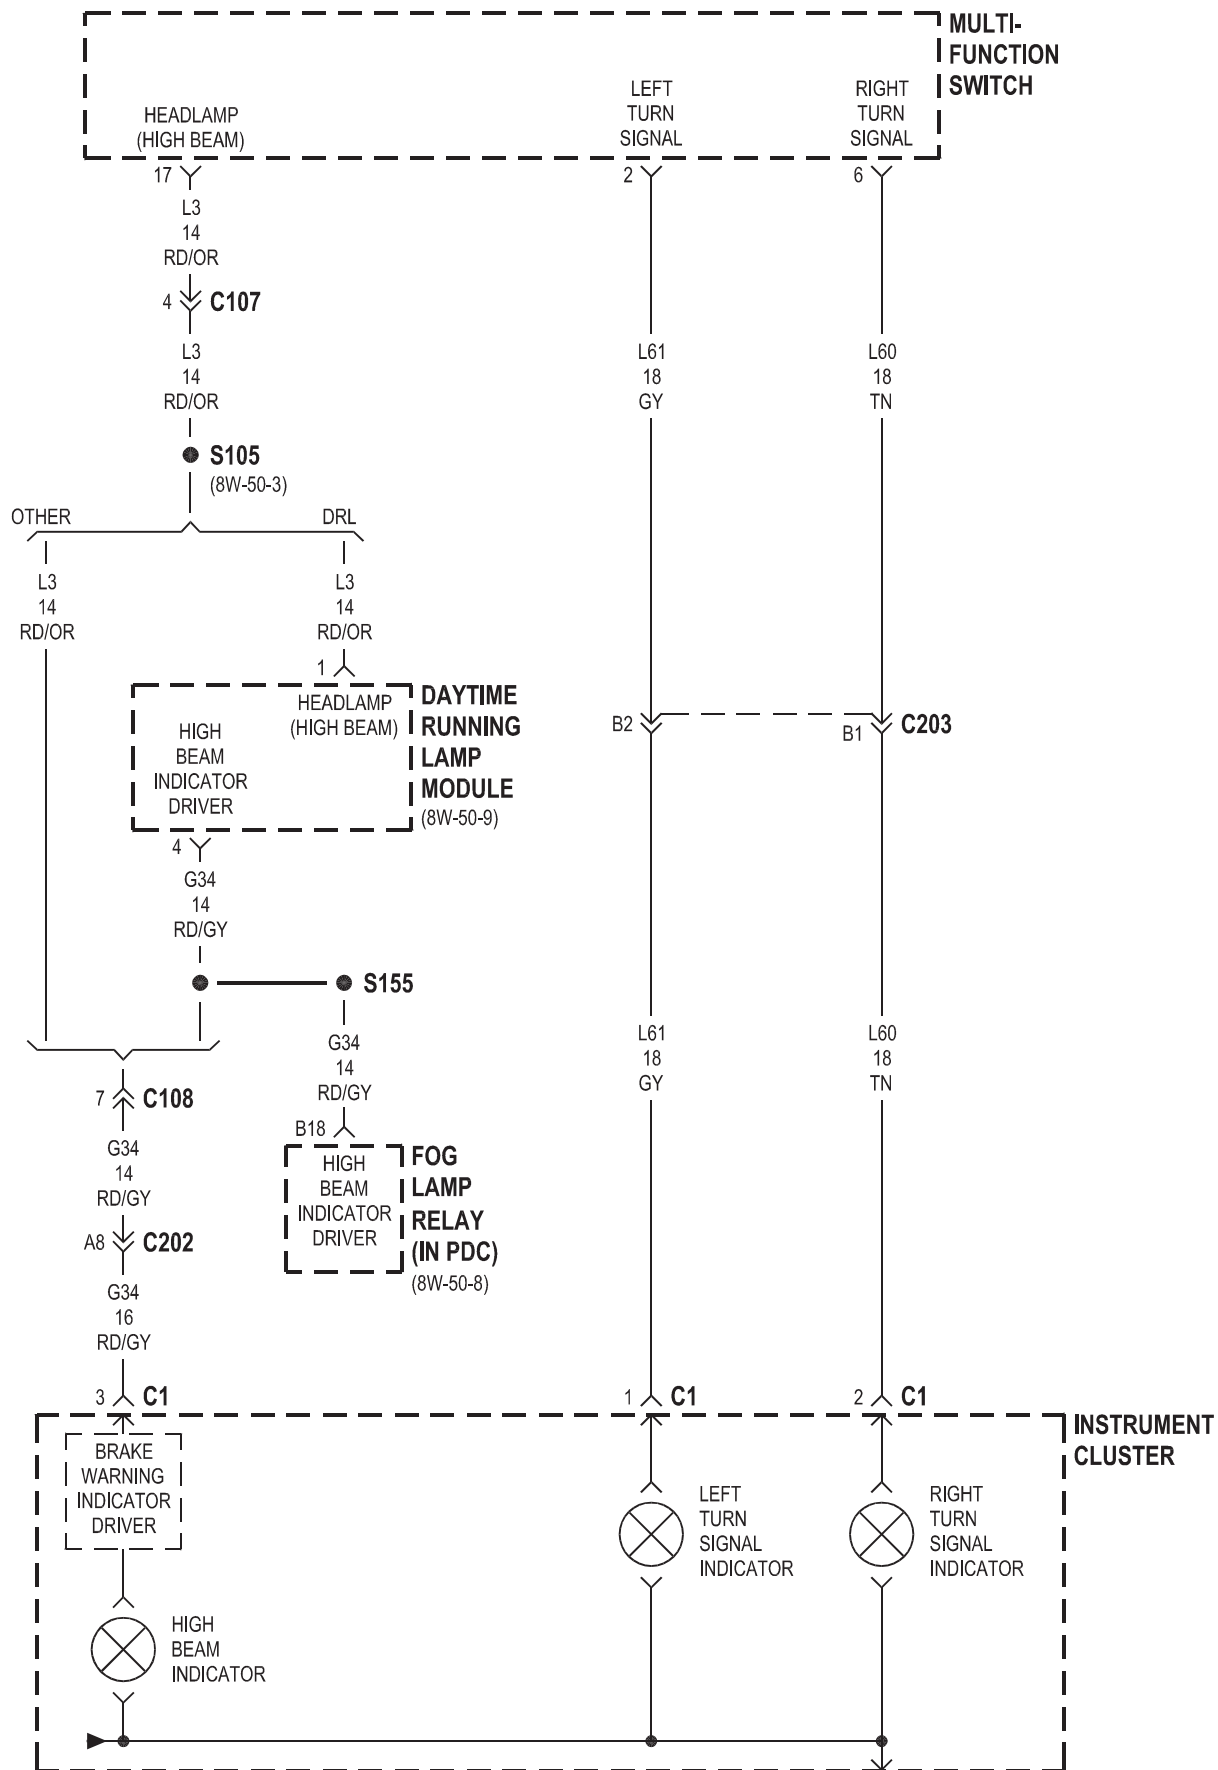 MULTI-
FUNCTION
SWITCH
HEADLAMP
(HIGH BEAM)
LEFT
TURN
SIGNAL
RIGHT
TURN
SIGNAL
17
2
6
L3
14
RD/OR
4
C107
L3
14
RD/OR
L61
18
GY
L60
18
TN
S105
(8W-50-3)
OTHER
DRL
L3
14
RD/OR
L3
14
RD/OR
1
HEADLAMP
(HIGH BEAM)
HIGH
BEAM
INDICATOR
DRIVER
DAYTIME
RUNNING
LAMP
MODULE
(8W-50-9)
B2
B1
C203
4
G34
14
RD/GY
S155
G34
14
RD/GY
L61
18
GY
L60
18
TN
7
C108
B18
HIGH
BEAM
INDICATOR
DRIVER
FOG
LAMP
RELAY
(IN PDC)
(8W-50-8)
G34
14
RD/GY
A8
C202
G34
16
RD/GY
3
C1
1
C1
2
C1
INSTRUMENT
CLUSTER
BRAKE
WARNING
INDICATOR
DRIVER
LEFT
TURN
SIGNAL
INDICATOR
RIGHT
TURN
SIGNAL
INDICATOR
HIGH
BEAM
INDICATOR